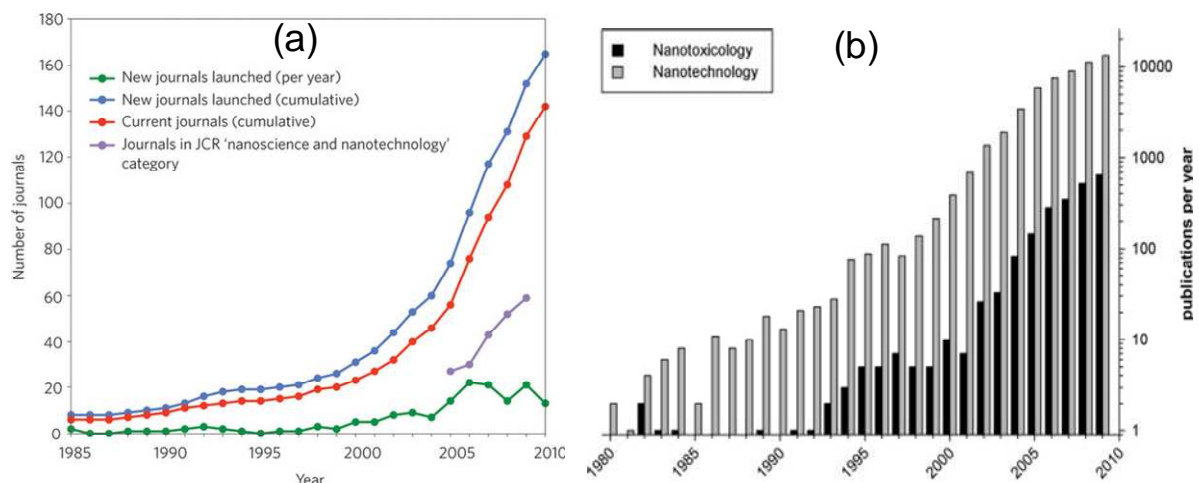 (a)
180
160
140
120
100
80
60
40
20
0
Number of journals
New journals launched (per year)
New journals launched (cumulative)
Current journals (cumulative)
Journals in JCR ‘nanoscience and nanotechnology’
category
1985
1990
1995
2000
2005
2010
Year
(b)
Nanotoxicology
Nanotechnology
10000
1000
100
10
1
publications per year
1980
1985
1990
1995
2000
2005
2010